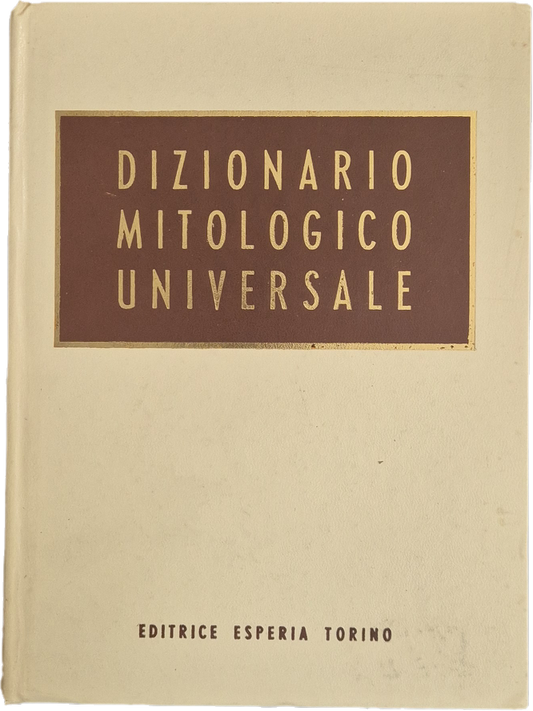 DIZIONARIO
MITOLOGICO
UNIVERSALE
EDITRICE ESPERIA TORINO